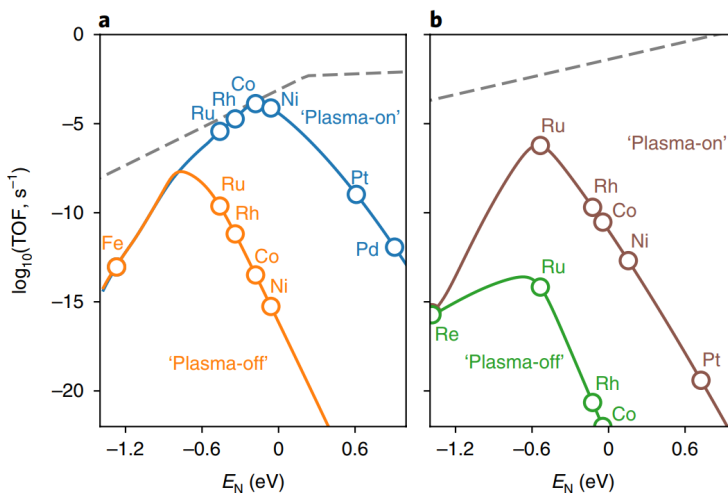 a
b
0
−5
−10
−15
−20
log₁₀(TOF, s⁻¹)
Co
Rh
Ni
Ru
'Plasma-on'
Pt
Pd
Ru
Rh
Co
Ni
Fe
'Plasma-off'
−1.2
−0.6
0
0.6
E_N (eV)
Ru
'Plasma-on'
Rh
Co
Ni
Pt
Ru
Re
'Plasma-off'
Rh
Co
−1.2
−0.6
0
0.6
E_N (eV)